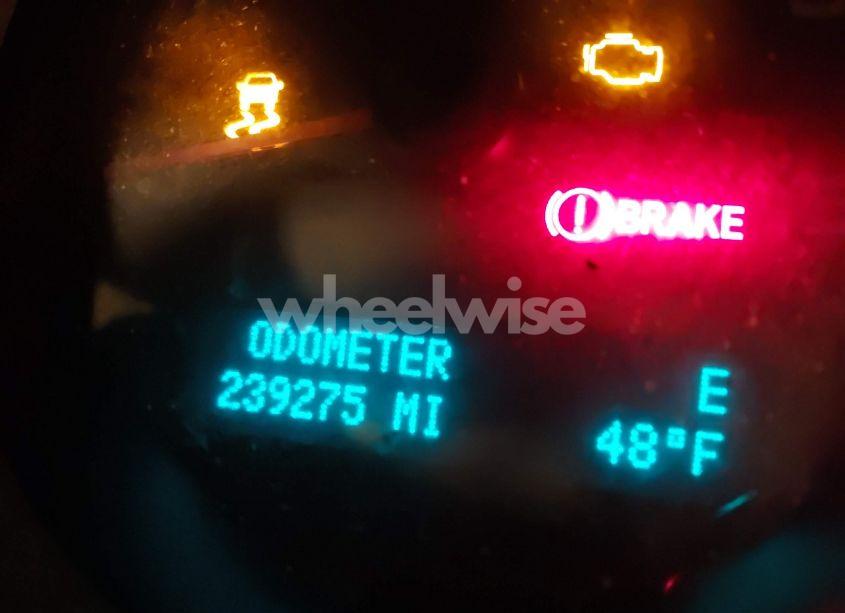 BRAKE
wheelwise
ODOMETER
239275 MI
E
48°F